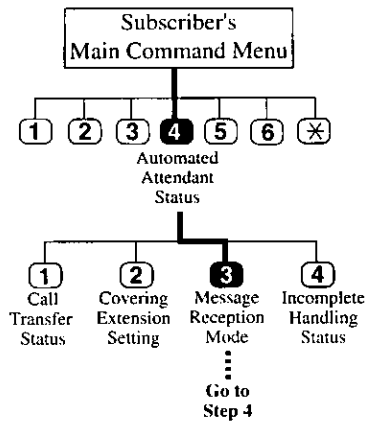 Subscriber's
Main Command Menu
1 2 3 4 5 6 *
Automated
Attendant
Status
1 2 3 4
Call Covering Message Incomplete
Transfer Extension Reception Handling
Status Setting Mode Status
Go to
Step 4